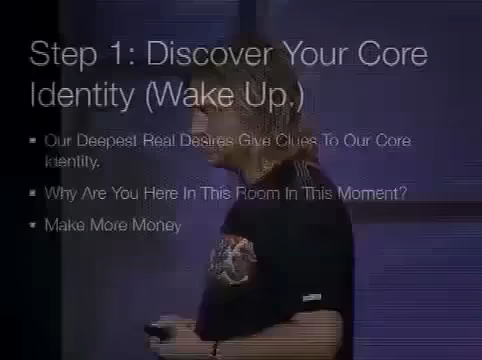 Step 1: Discover Your Core
Identity (Wake Up.)
Our Deepest Real Desires Give Clues To Our Core
Identity.
Why Are You Here In This Room In This Moment?
Make More Money